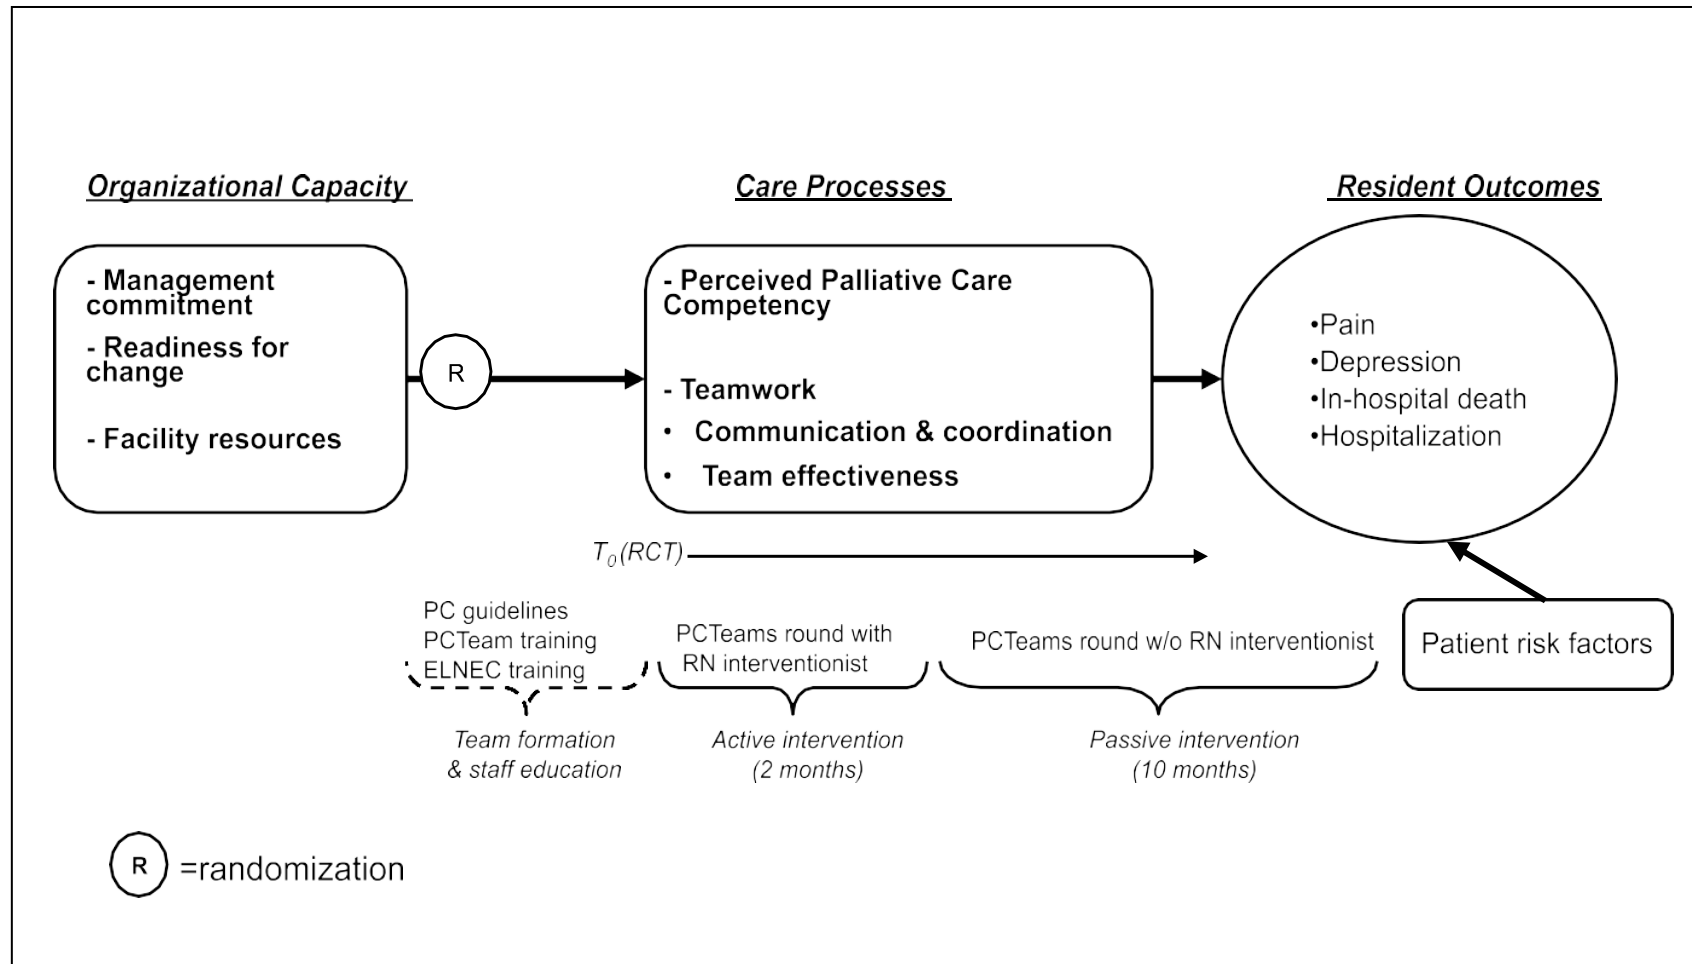 Organizational Capacity
Care Processes
Resident Outcomes
- Management
commitment
- Readiness for
change
- Facility resources
R
- Perceived Palliative Care
Competency
- Teamwork
• Communication & coordination
• Team effectiveness
•Pain
•Depression
•In-hospital death
•Hospitalization
T0(RCT)
PC guidelines
PCTeam training
ELNEC training
PCTeams round with
RN interventionist
PCTeams round w/o RN interventionist
Patient risk factors
Team formation
& staff education
Active intervention
(2 months)
Passive intervention
(10 months)
R =randomization